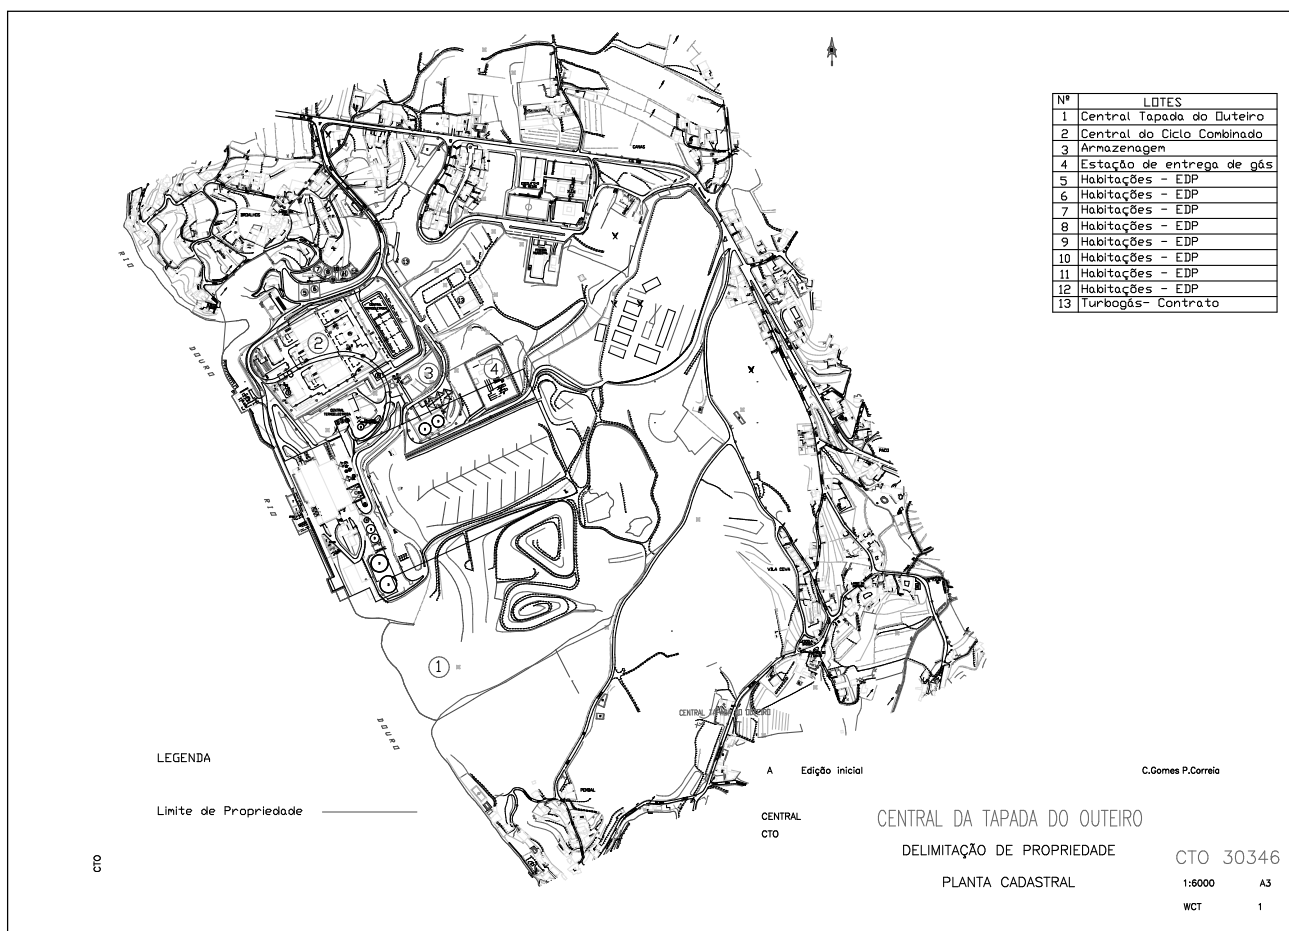 Nº LOTES
1 Central Tapada do Outeiro
2 Central do Ciclo Combinado
3 Armazenagem
4 Estação de entrega de gás
5 Habitações - EDP
6 Habitações - EDP
7 Habitações - EDP
8 Habitações - EDP
9 Habitações - EDP
10 Habitações - EDP
11 Habitações - EDP
12 Habitações - EDP
13 Turbogás- Contrato
RIO
DOURO
RIO
DOURO
2
3
4
1
VILA COVA
CENTRAL TAPADA DO OUTEIRO
LEGENDA
Limite de Propriedade
CTO
A Edição inicial
C.Gomes P.Correia
CENTRAL
CTO
CENTRAL DA TAPADA DO OUTEIRO
DELIMITAÇÃO DE PROPRIEDADE
PLANTA CADASTRAL
CTO 30346
1:6000 A3
WCT 1